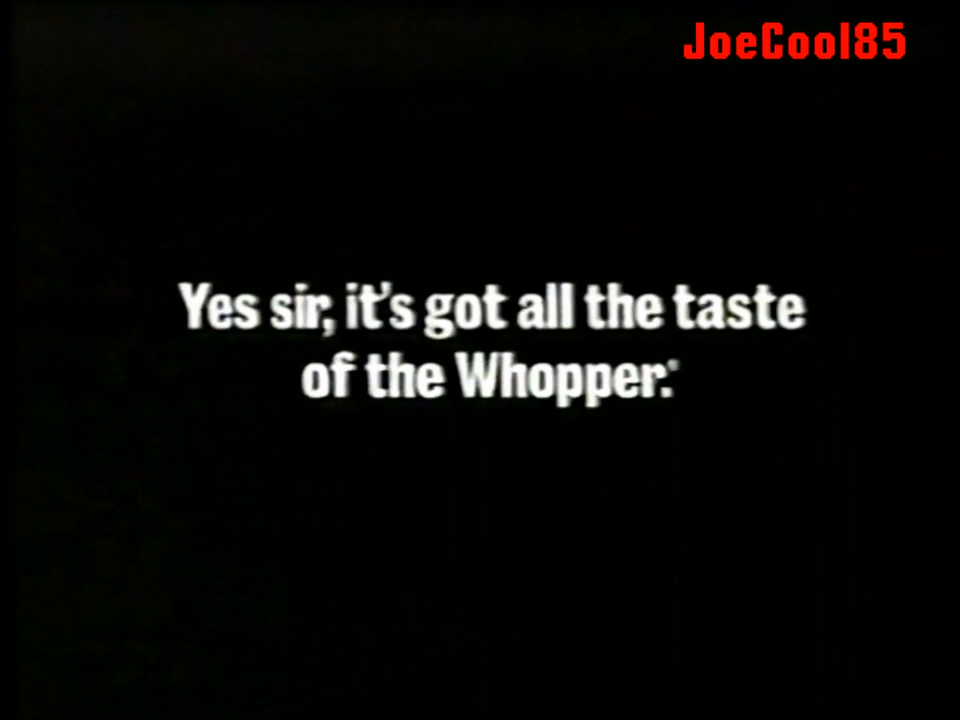 JoeCool85
Yes sir, it's got all the taste
of the Whopper.®